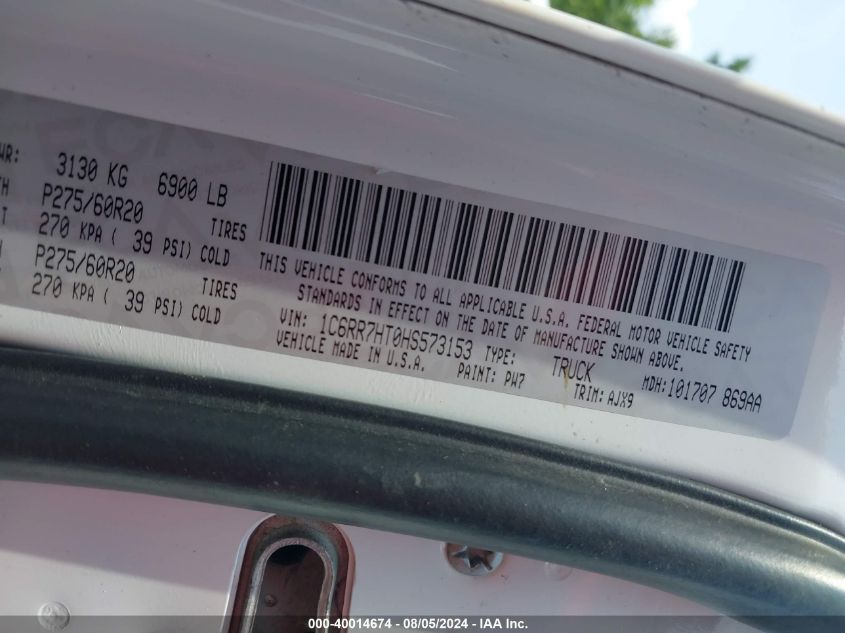 WR: 3130 KG 6900 LB
TH P275/60R20 TIRES
T 270 KPA ( 39 PSI) COLD
P275/60R20 TIRES
270 KPA ( 39 PSI) COLD
THIS VEHICLE CONFORMS TO ALL APPLICABLE U.S.A. FEDERAL MOTOR VEHICLE SAFETY
STANDARDS IN EFFECT ON THE DATE OF MANUFACTURE SHOWN ABOVE.
VIN: 1C6RR7HT0HS573153 TYPE: TRUCK MDH:101707 869AA
VEHICLE MADE IN U.S.A. PAINT: PW7 TRIM: AJX9
000-40014674 - 08/05/2024 - IAA Inc.